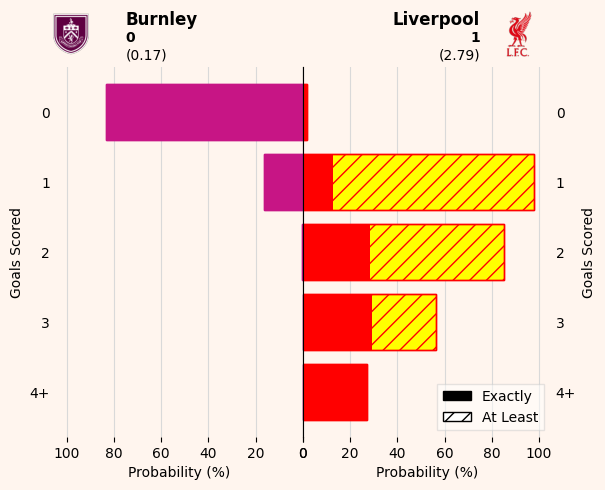 Burnley
0
(0.17)
Liverpool
1
(2.79)
L.F.C.
Goals Scored
0
1
2
3
4+
0
1
2
3
4+
Goals Scored
Exactly
At Least
100 80 60 40 20 0
0 20 40 60 80 100
Probability (%)
Probability (%)